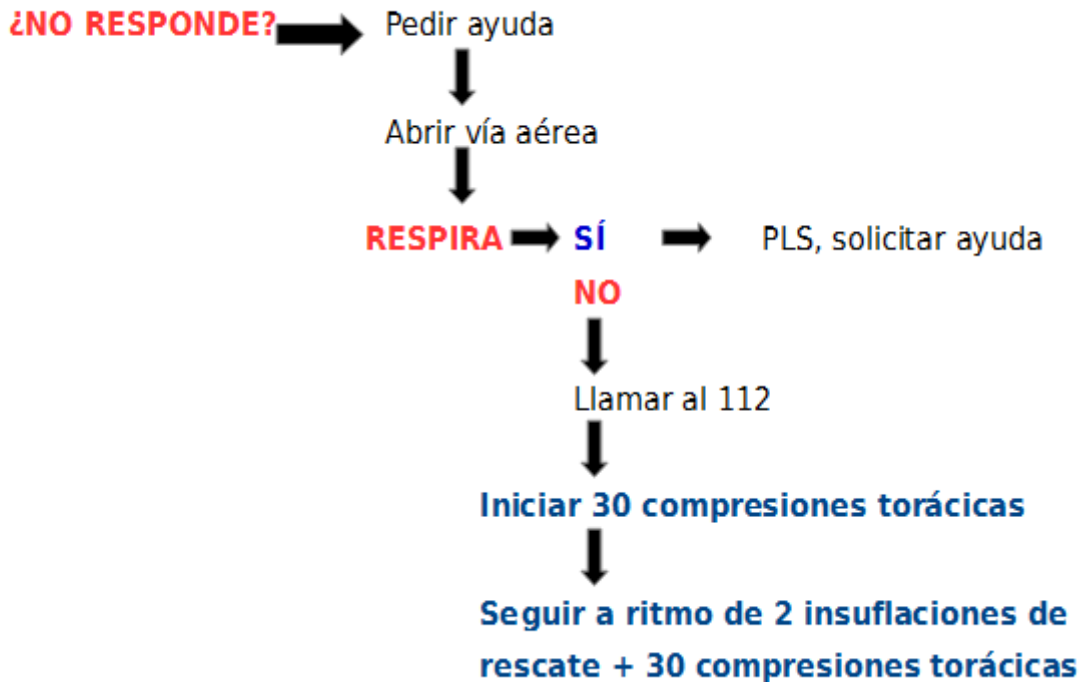 ¿NO RESPONDE? Pedir ayuda
Abrir vía aérea
RESPIRA SÍ PLS, solicitar ayuda
NO
Llamar al 112
Iniciar 30 compresiones torácicas
Seguir a ritmo de 2 insuflaciones de
rescate + 30 compresiones torácicas